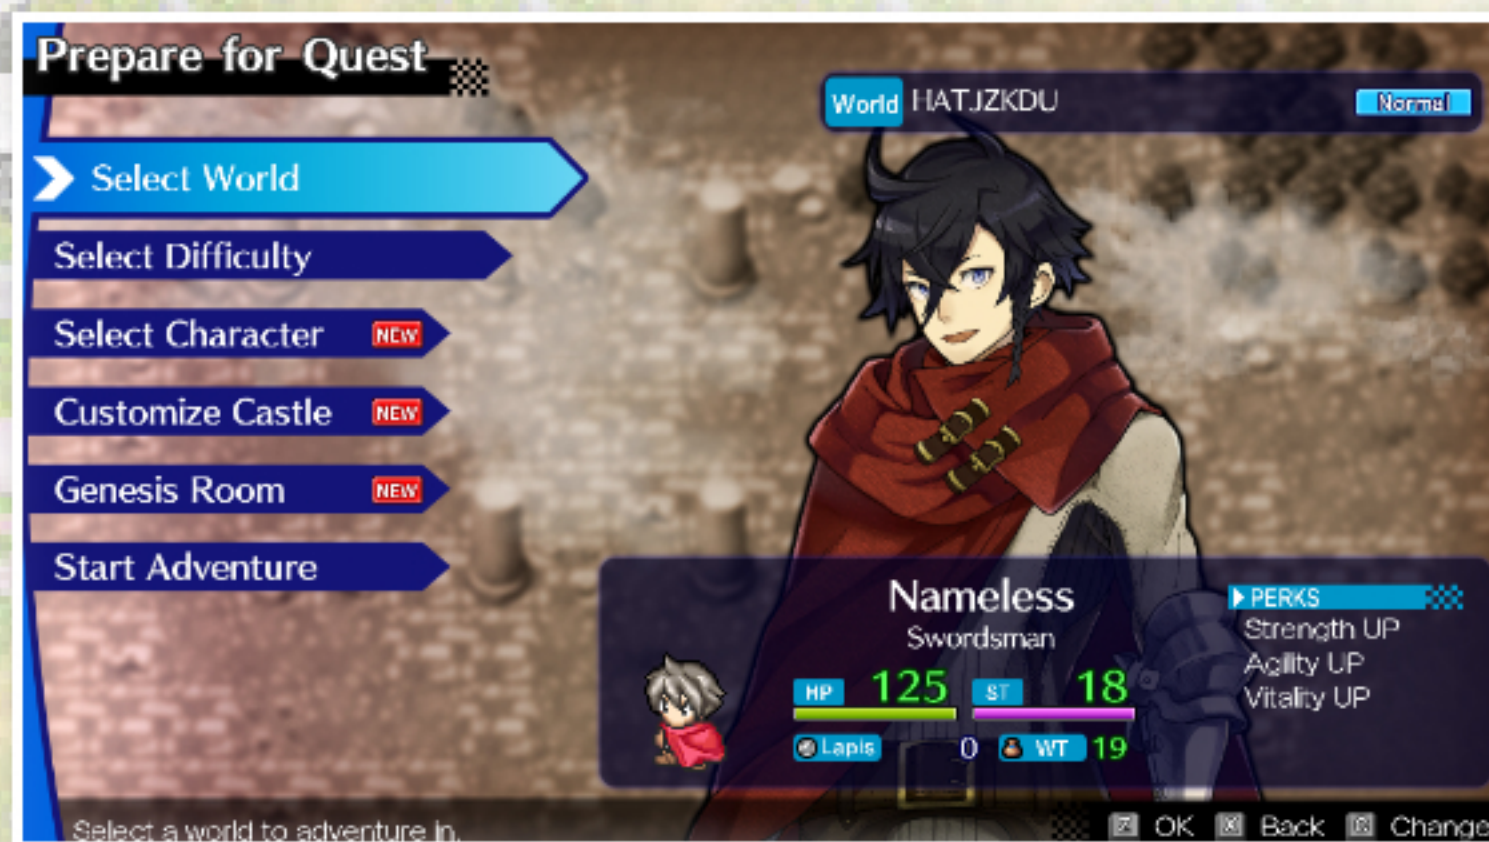 Prepare for Quest
World HATJZKDU Normal
Select World
Select Difficulty
Select Character NEW
Customize Castle NEW
Genesis Room NEW
Start Adventure
Nameless
Swordsman
HP 125 ST 18
Lapis 0 WT 19
PERKS
Strength UP
Agility UP
Vitality UP
Select a world to adventure in.
Z OK X Back C Change